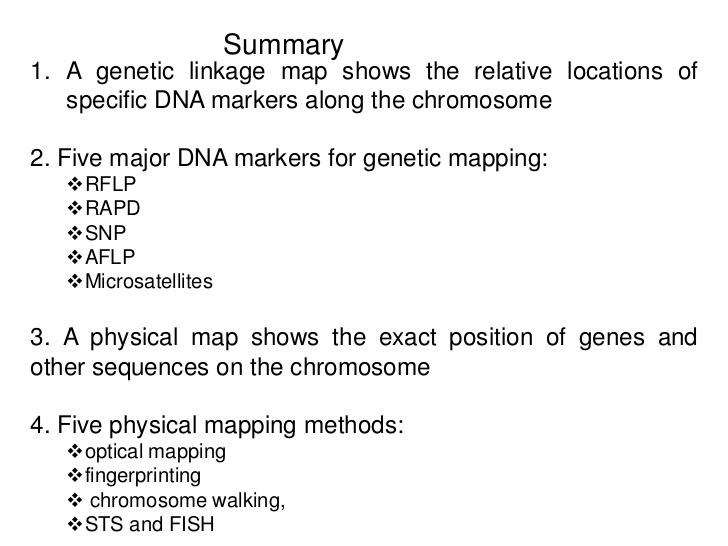 Summary
1. A genetic linkage map shows the relative locations of
specific DNA markers along the chromosome
2. Five major DNA markers for genetic mapping:
❖RFLP
❖RAPD
❖SNP
❖AFLP
❖Microsatellites
3. A physical map shows the exact position of genes and
other sequences on the chromosome
4. Five physical mapping methods:
❖optical mapping
❖fingerprinting
❖ chromosome walking,
❖STS and FISH